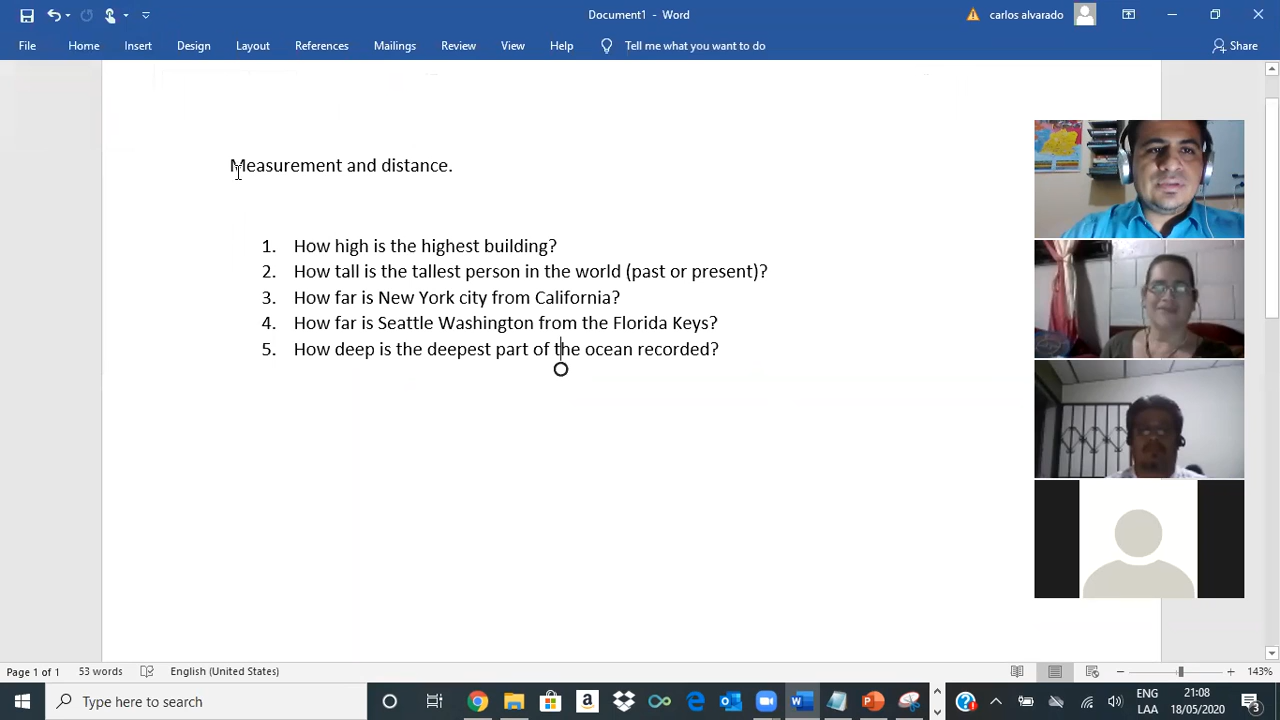 Document1 - Word
carlos alvarado
File Home Insert Design Layout References Mailings Review View Help Tell me what you want to do Share
Measurement and distance.
1. How high is the highest building?
2. How tall is the tallest person in the world (past or present)?
3. How far is New York city from California?
4. How far is Seattle Washington from the Florida Keys?
5. How deep is the deepest part of the ocean recorded?
Page 1 of 1 53 words English (United States) 143%
Type here to search
ENG 21:08
LAA 18/05/2020
3